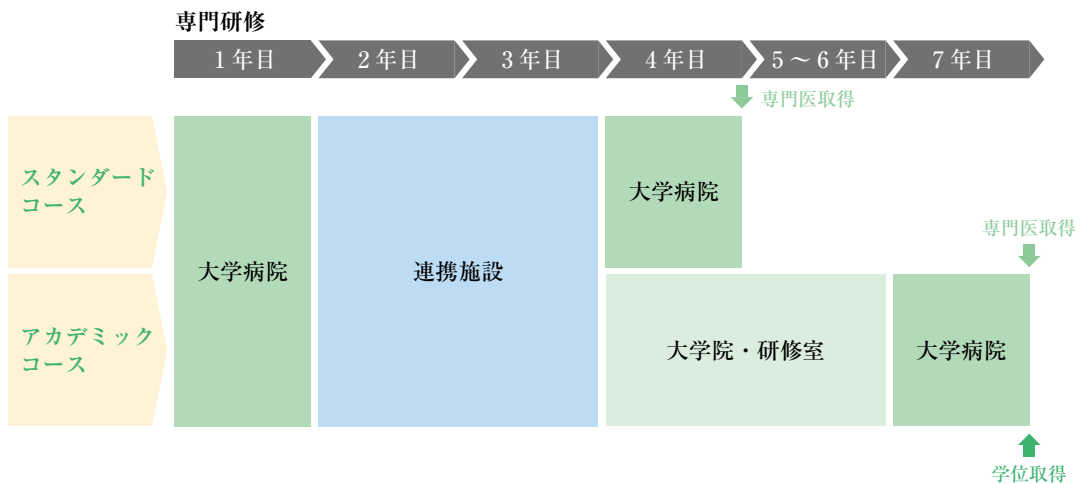 専門研修
1年目
2年目
3年目
4年目
5～6年目
7年目
専門医取得
スタンダード
コース
大学病院
専門医取得
大学病院
連携施設
アカデミック
コース
大学院・研修室
大学病院
学位取得